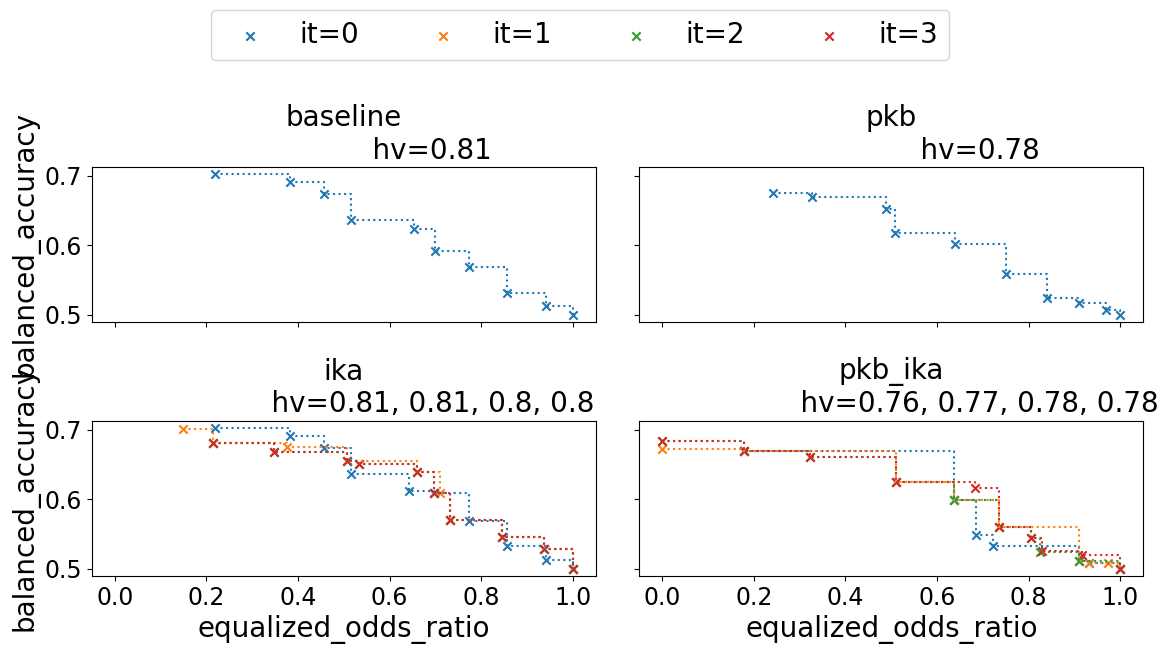 it=0 it=1 it=2 it=3
baseline
hv=0.81
pkb
hv=0.78
balanced_accuracy
0.7
0.6
0.5
ika
hv=0.81, 0.81, 0.8, 0.8
pkb_ika
hv=0.76, 0.77, 0.78, 0.78
balanced_accuracy
0.7
0.6
0.5
0.0 0.2 0.4 0.6 0.8 1.0
0.0 0.2 0.4 0.6 0.8 1.0
equalized_odds_ratio
equalized_odds_ratio